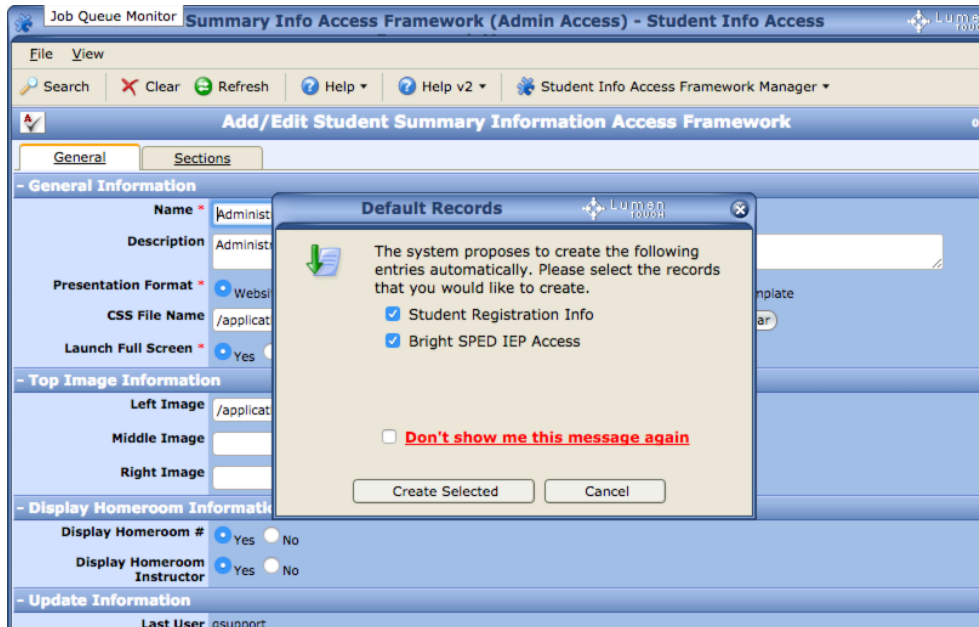 Job Queue Monitor
Summary Info Access Framework (Admin Access) - Student Info Access
Lumen
TOUCH
File View
Search Clear Refresh Help Help v2 Student Info Access Framework Manager
Add/Edit Student Summary Information Access Framework
General Sections
- General Information
Name *
Description
Presentation Format *
CSS File Name
Launch Full Screen * Yes
- Top Image Information
Left Image
Middle Image
Right Image
- Display Homeroom
Display Homeroom # Yes No
Display Homeroom Instructor Yes No
- Update Information
Last User qsupport
Default Records
Lumen
TOUCH
The system proposes to create the following
entries automatically. Please select the records
that you would like to create.
Student Registration Info
Bright SPED IEP Access
Don't show me this message again
Create Selected Cancel